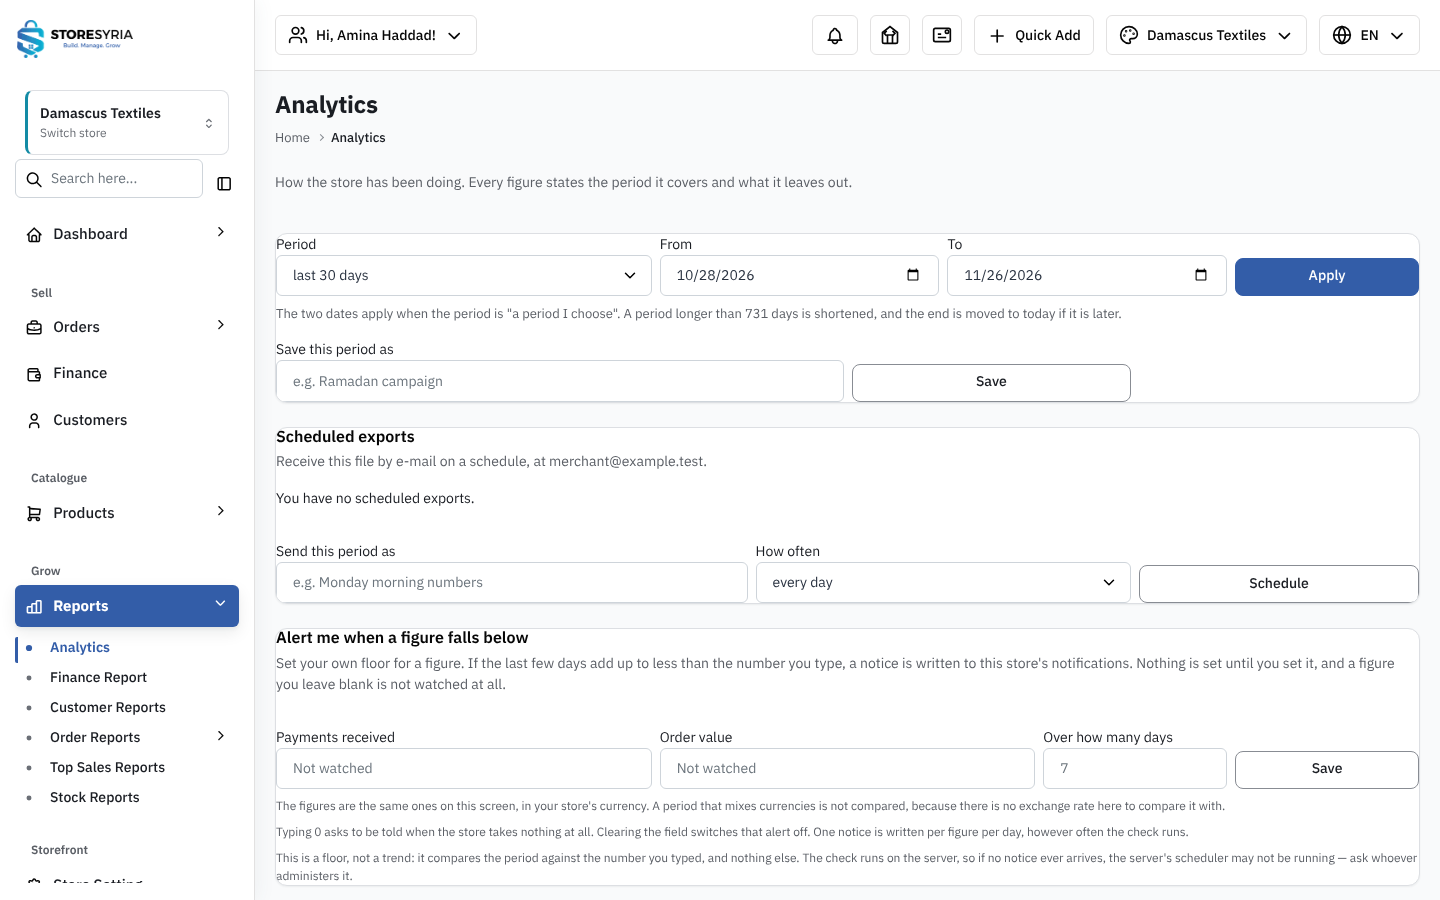 STORESYRIA
Build. Manage. Grow
Hi, Amina Haddad!
Quick Add
Damascus Textiles
EN
Damascus Textiles
Switch store
Search here...
Dashboard
Sell
Orders
Finance
Customers
Catalogue
Products
Grow
Reports
Analytics
Finance Report
Customer Reports
Order Reports
Top Sales Reports
Stock Reports
Storefront
Analytics
Home > Analytics
How the store has been doing. Every figure states the period it covers and what it leaves out.
Period From To
last 30 days 10/28/2026 11/26/2026 Apply
The two dates apply when the period is "a period I choose". A period longer than 731 days is shortened, and the end is moved to today if it is later.
Save this period as
e.g. Ramadan campaign Save
Scheduled exports
Receive this file by e-mail on a schedule, at merchant@example.test.
You have no scheduled exports.
Send this period as How often
e.g. Monday morning numbers every day Schedule
Alert me when a figure falls below
Set your own floor for a figure. If the last few days add up to less than the number you type, a notice is written to this store's notifications. Nothing is set until you set it, and a figure
you leave blank is not watched at all.
Payments received Order value Over how many days
Not watched Not watched 7 Save
The figures are the same ones on this screen, in your store's currency. A period that mixes currencies is not compared, because there is no exchange rate here to compare it with.
Typing 0 asks to be told when the store takes nothing at all. Clearing the field switches that alert off. One notice is written per figure per day, however often the check runs.
This is a floor, not a trend: it compares the period against the number you typed, and nothing else. The check runs on the server, so if no notice ever arrives, the server's scheduler may not be running — ask whoever
administers it.